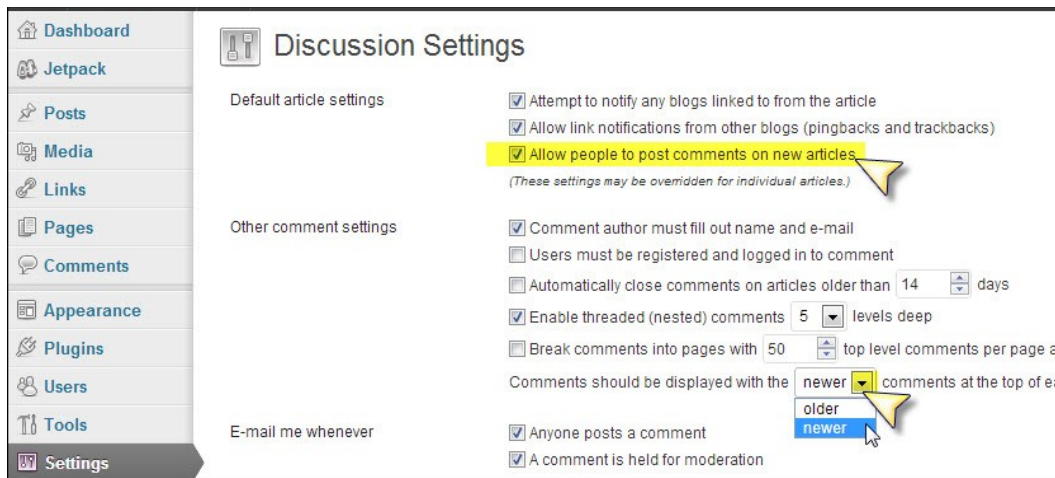 Dashboard
Jetpack
Posts
Media
Links
Pages
Comments
Appearance
Plugins
Users
Tools
Settings
Discussion Settings
Default article settings
Attempt to notify any blogs linked to from the article
Allow link notifications from other blogs (pingbacks and trackbacks)
Allow people to post comments on new articles
(These settings may be overridden for individual articles.)
Other comment settings
Comment author must fill out name and e-mail
Users must be registered and logged in to comment
Automatically close comments on articles older than 14 days
Enable threaded (nested) comments 5 levels deep
Break comments into pages with 50 top level comments per page
Comments should be displayed with the newer comments at the top of
older
newer
E-mail me whenever
Anyone posts a comment
A comment is held for moderation